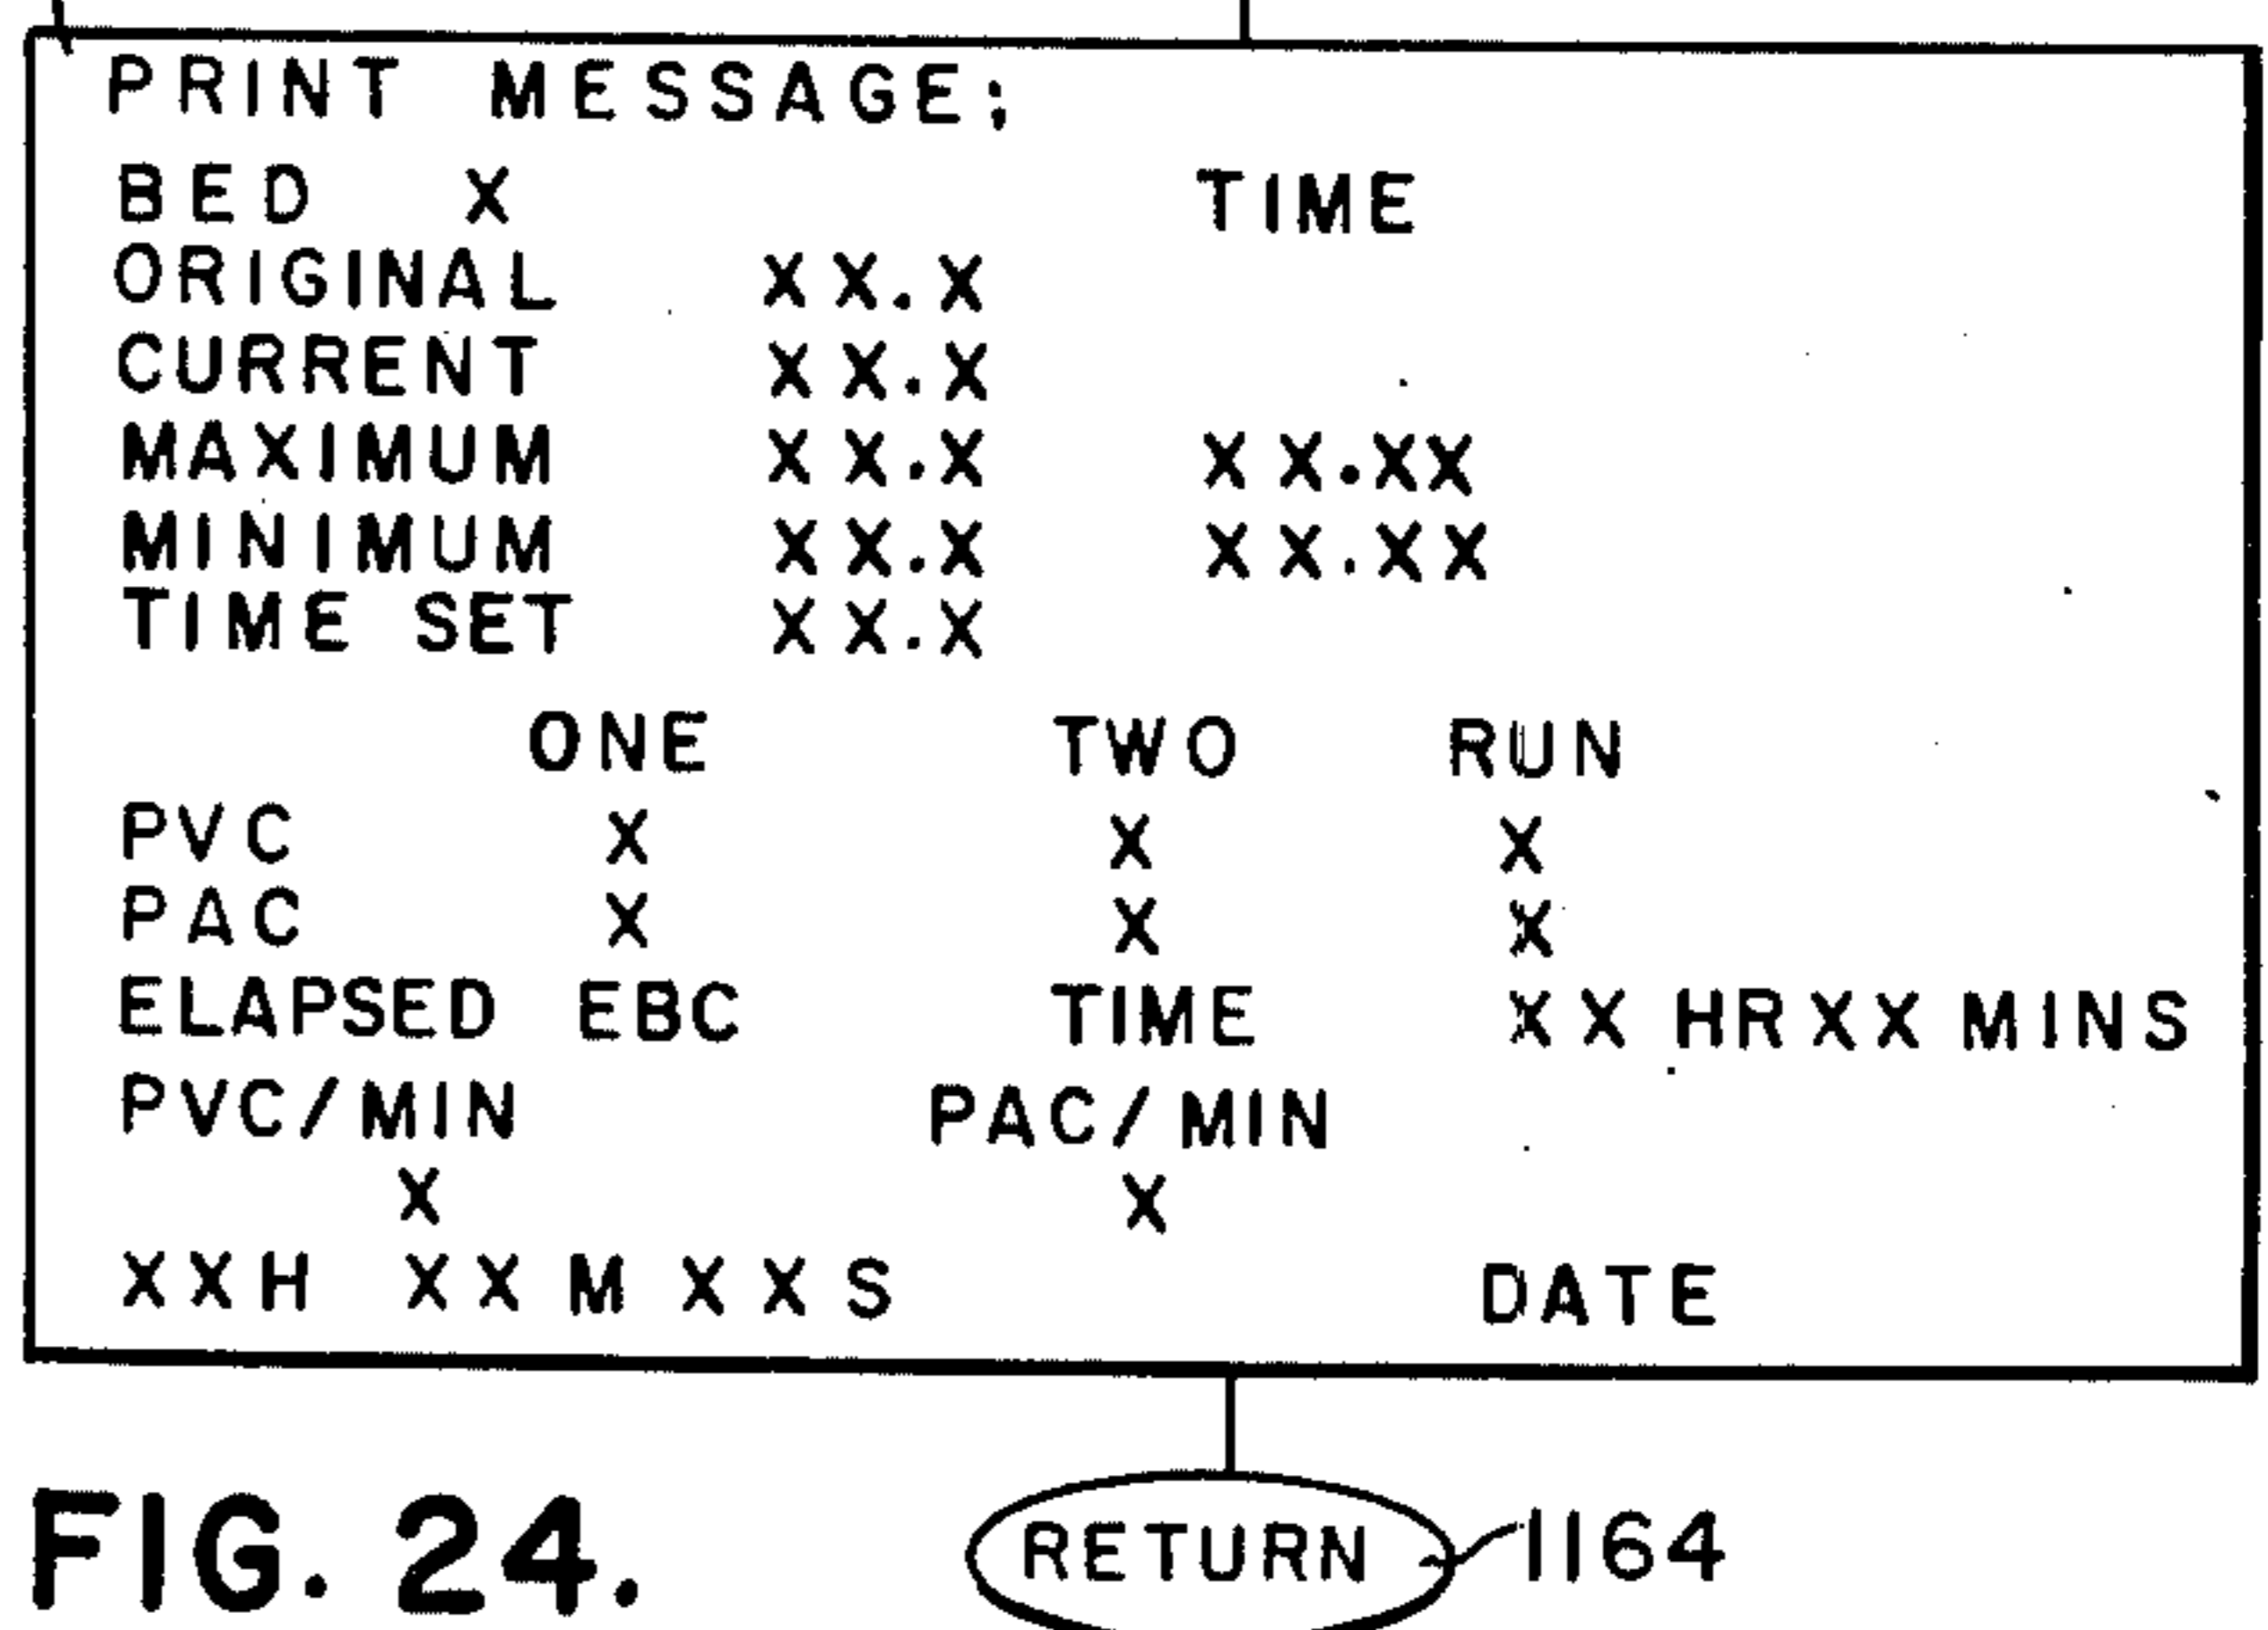 PRINT MESSAGE;
BED X TIME
ORIGINAL XX.X
CURRENT XX.X
MAXIMUM XX.X XX.XX
MINIMUM XX.X XX.XX
TIME SET XX.X
ONE TWO RUN
PVC X X X
PAC X X X
ELAPSED EBC TIME XX HR XX MINS
PVC/MIN PAC/MIN
X X
XXH XX M XX S DATE
RETURN 1164
FIG. 24.